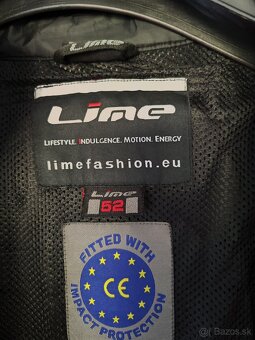 Lime
Lime
LIFESTYLE. INDULGENCE. MOTION. ENERGY
limefashion.eu
Lime
52
FITTED WITH
CE
IMPACT PROTECTION
Bazos.sk